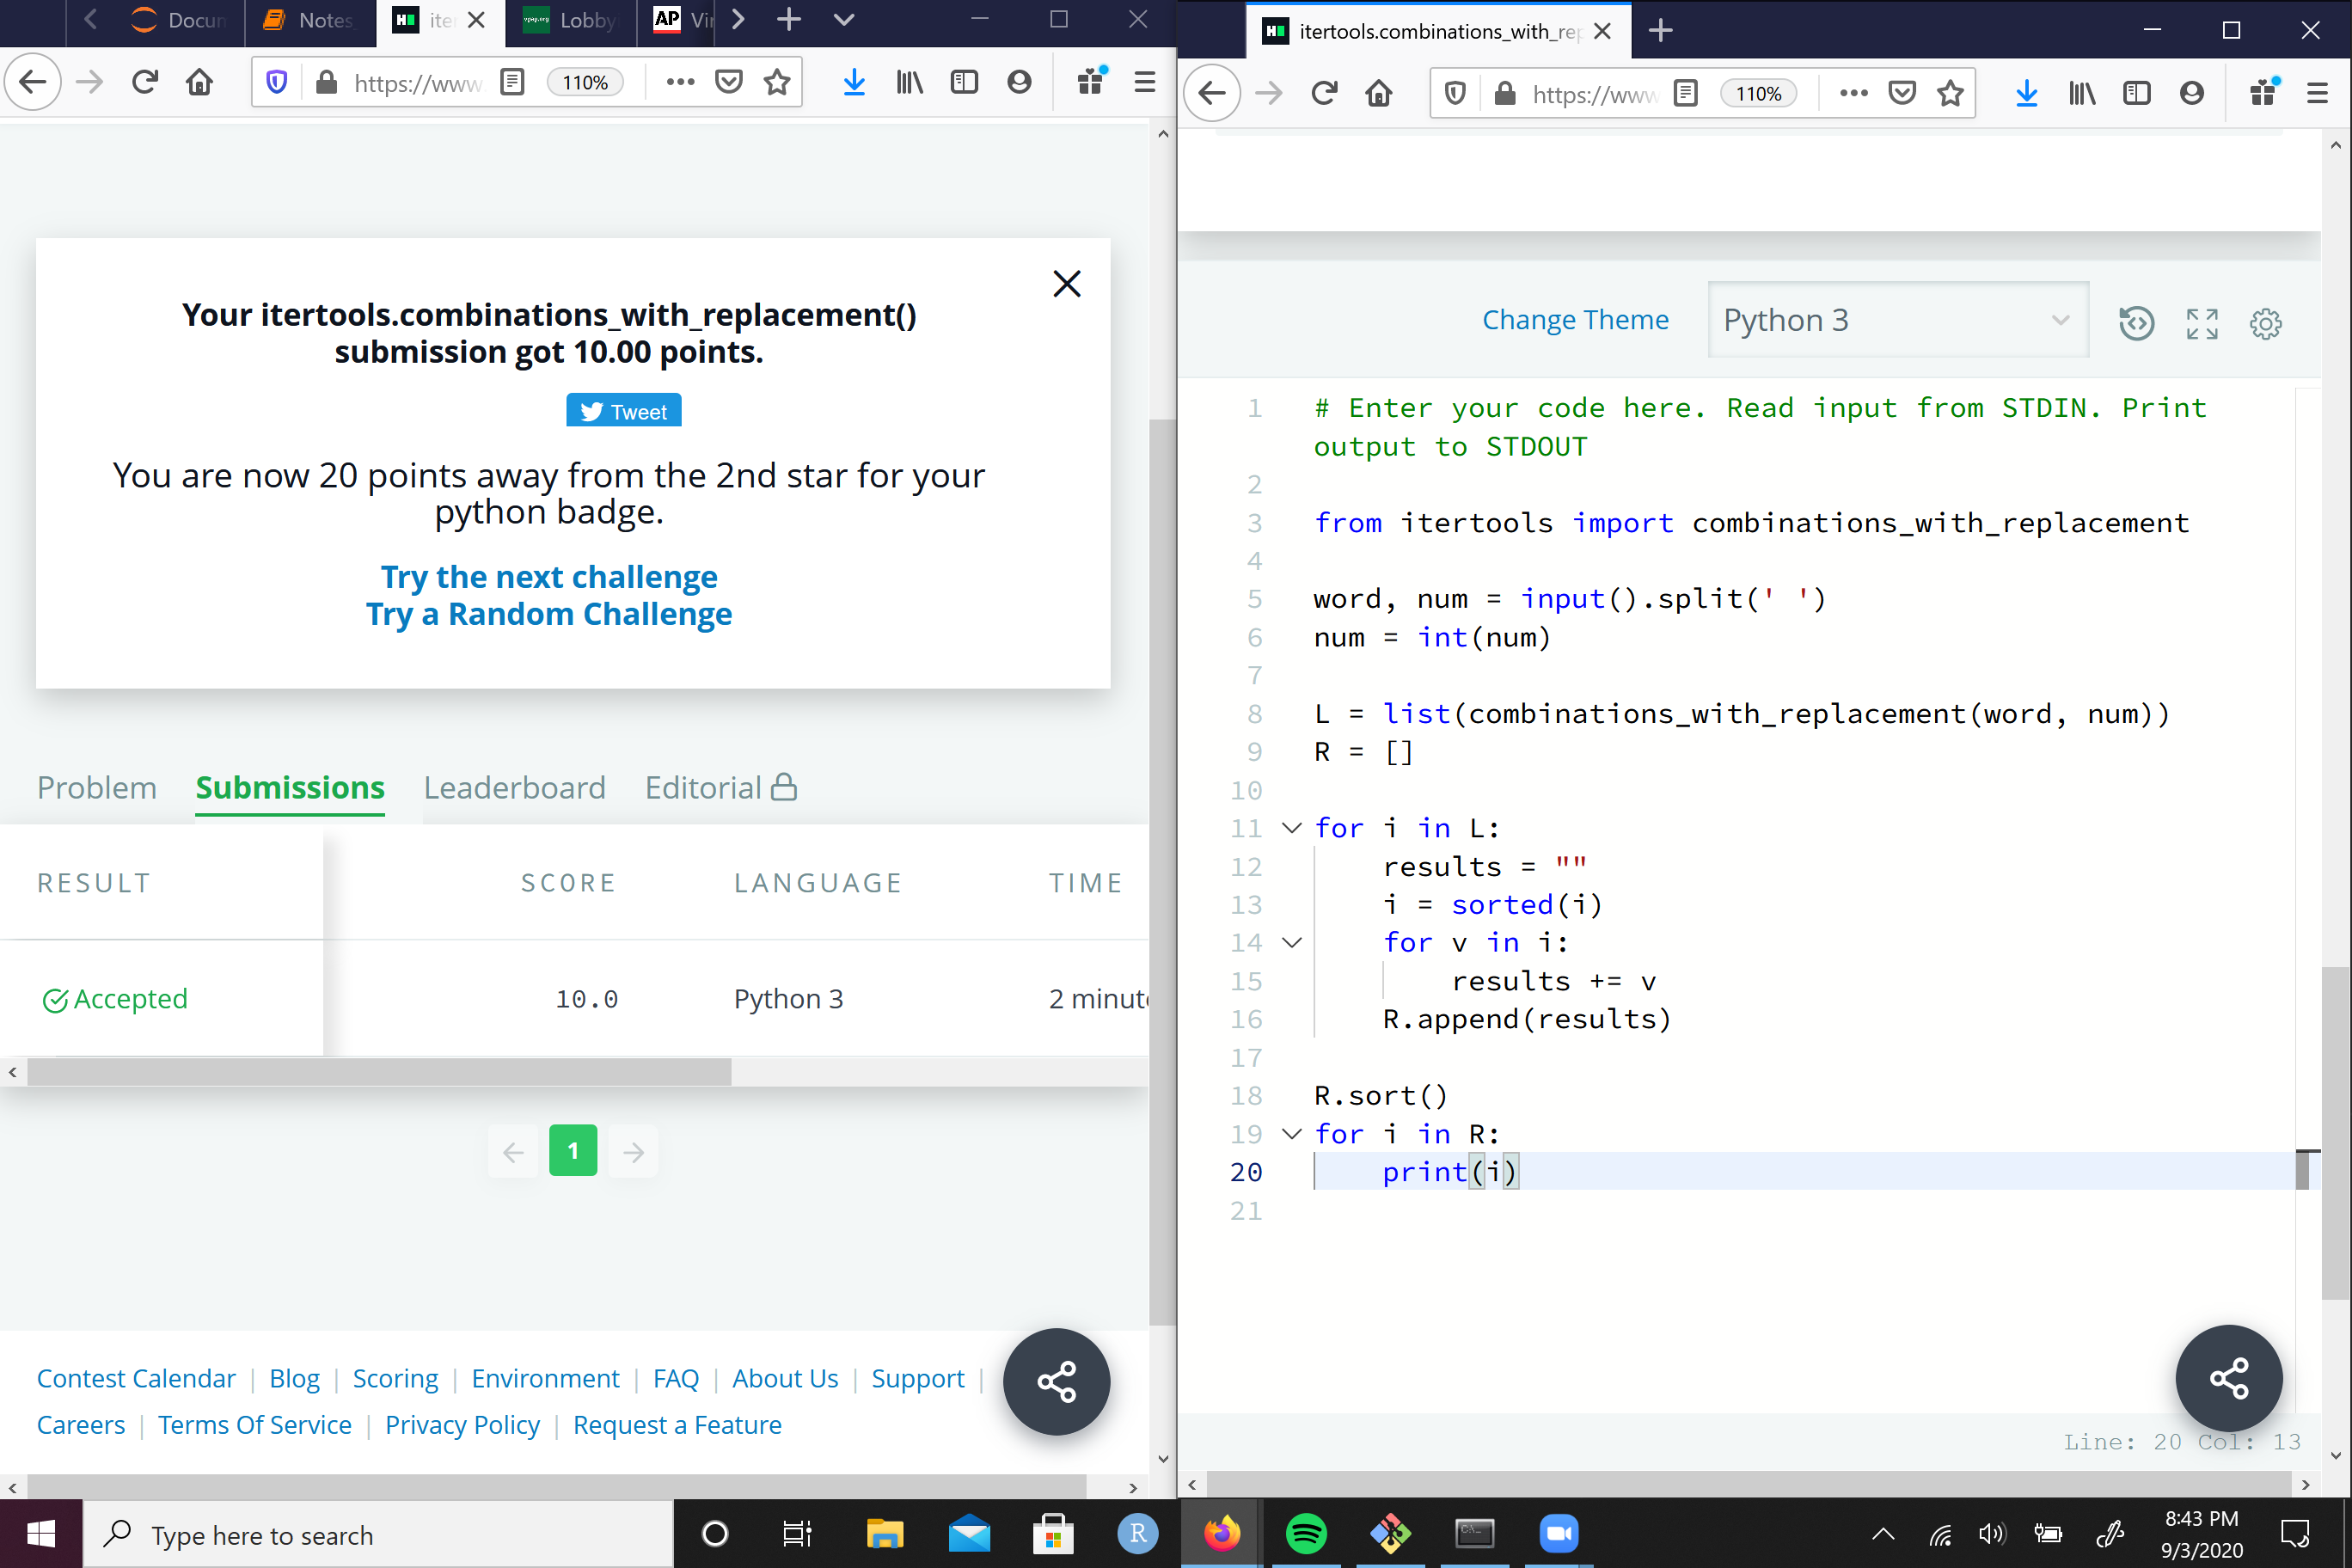 Docun
Notes_
ite
Lobby
AP Vir
https://www
110%
Your itertools.combinations_with_replacement()
submission got 10.00 points.
Tweet
You are now 20 points away from the 2nd star for your
python badge.
Try the next challenge
Try a Random Challenge
Problem Submissions Leaderboard Editorial
RESULT SCORE LANGUAGE TIME
Accepted 10.0 Python 3 2 minut
1
Contest Calendar | Blog | Scoring | Environment | FAQ | About Us | Support |
Careers | Terms Of Service | Privacy Policy | Request a Feature
itertools.combinations_with_rep
https://www
110%
Change Theme Python 3
1 # Enter your code here. Read input from STDIN. Print
output to STDOUT
2
3 from itertools import combinations_with_replacement
4
5 word, num = input().split(' ')
6 num = int(num)
7
8 L = list(combinations_with_replacement(word, num))
9 R = []
10
11 for i in L:
12 results = ""
13 i = sorted(i)
14 for v in i:
15 results += v
16 R.append(results)
17
18 R.sort()
19 for i in R:
20 print(i)
21
Line: 20 Col: 13
Type here to search
R
8:43 PM
9/3/2020